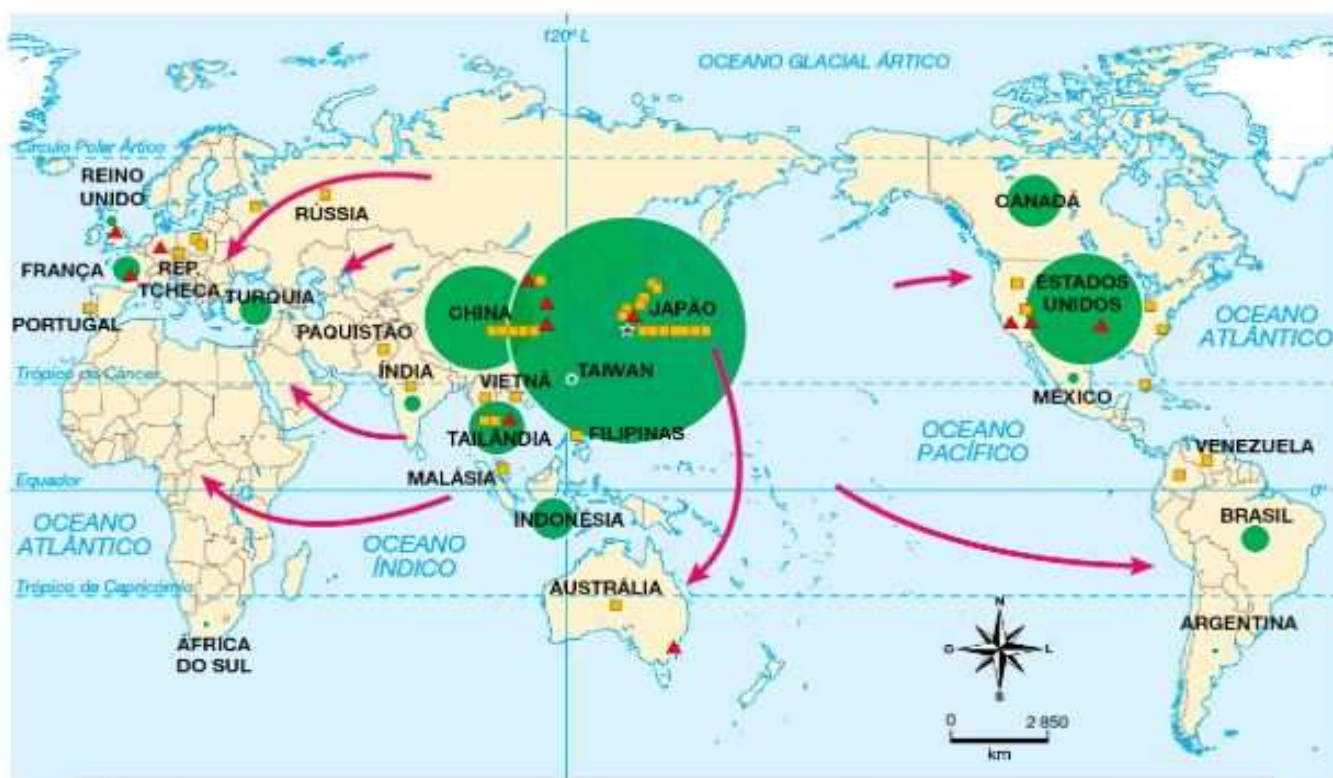 120º L
OCEANO GLACIAL ÁRTICO
Círculo Polar Ártico
REINO
UNIDO
RÚSSIA
CANADÁ
FRANÇA
REP.
TCHECA
TURQUIA
CHINA
JAPÃO
ESTADOS
UNIDOS
OCEANO
ATLÂNTICO
PORTUGAL
PAQUISTÃO
ÍNDIA
Trópico de Câncer
VIETNÃ
TAIWAN
MÉXICO
TAILÂNDIA
FILIPINAS
OCEANO
PACÍFICO
VENEZUELA
MALÁSIA
Equador
0º
OCEANO
ATLÂNTICO
OCEANO
ÍNDICO
INDONÉSIA
BRASIL
Trópico de Capricórnio
AUSTRÁLIA
ARGENTINA
ÁFRICA
DO SUL
N
O
L
S
0
2 850
km